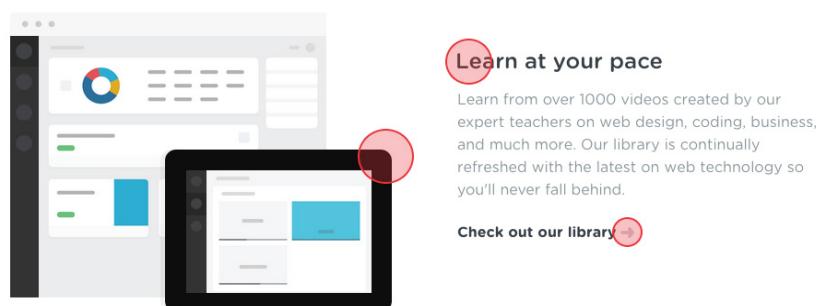 Learn at your pace
Learn from over 1000 videos created by our
expert teachers on web design, coding, business,
and much more. Our library is continually
refreshed with the latest on web technology so
you'll never fall behind.
Check out our library →